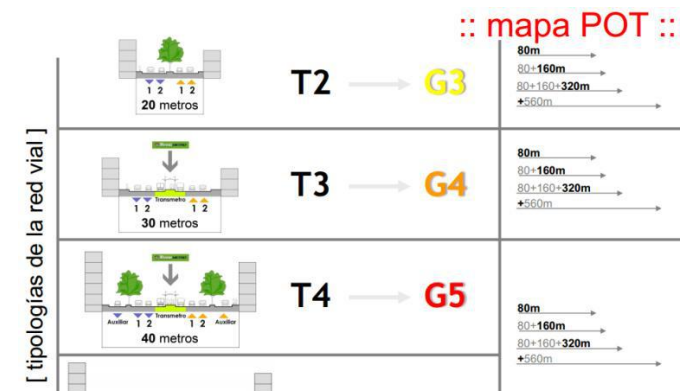 :: mapa POT ::
[ tipologías de la red vial ]
1 2 1 2
20 metros
T2 G3
80m
80+160m
80+160+320m
+560m
Transmetro
1 2 1 2
30 metros
T3 G4
80m
80+160m
80+160+320m
+560m
Auxiliar 1 2 Transmetro 1 2 Auxiliar
40 metros
T4 G5
80m
80+160m
80+160+320m
+560m